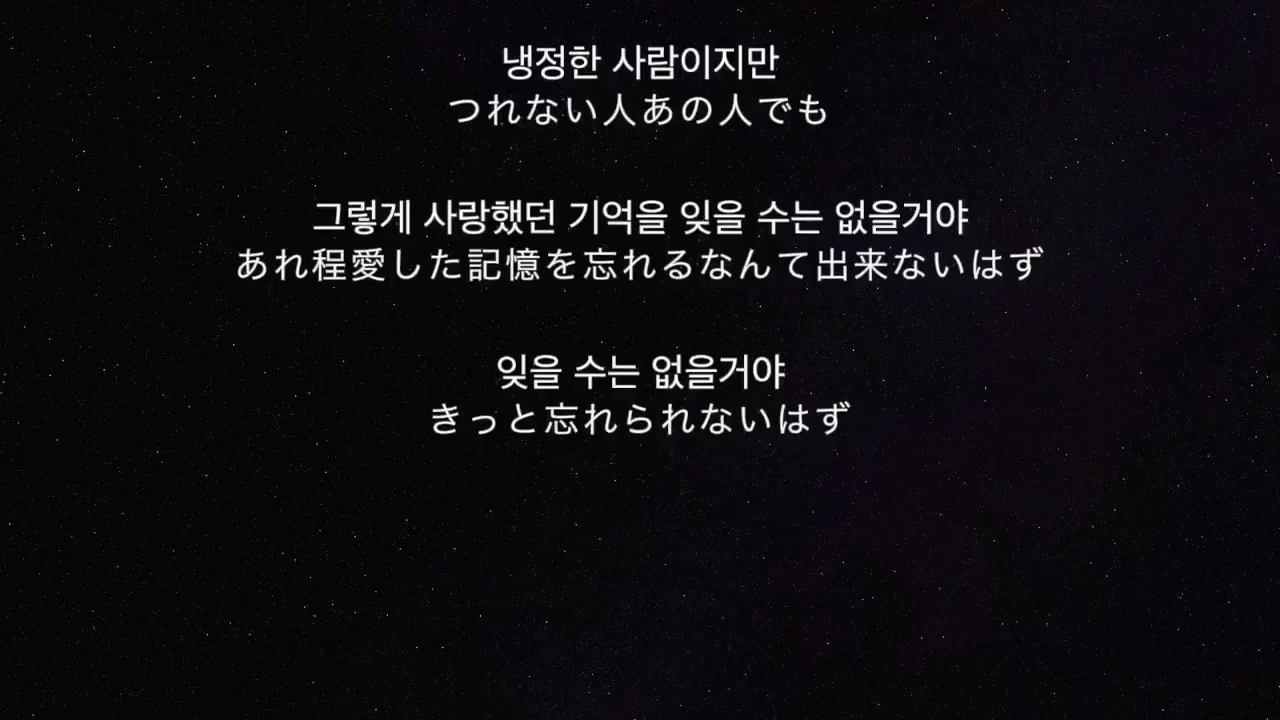 냉정한 사람이지만
つれない人あの人でも
그렇게 사랑했던 기억을 잊을 수는 없을거야
あれ程愛した記憶を忘れるなんて出来ないはず
잊을 수는 없을거야
きっと忘れられないはず